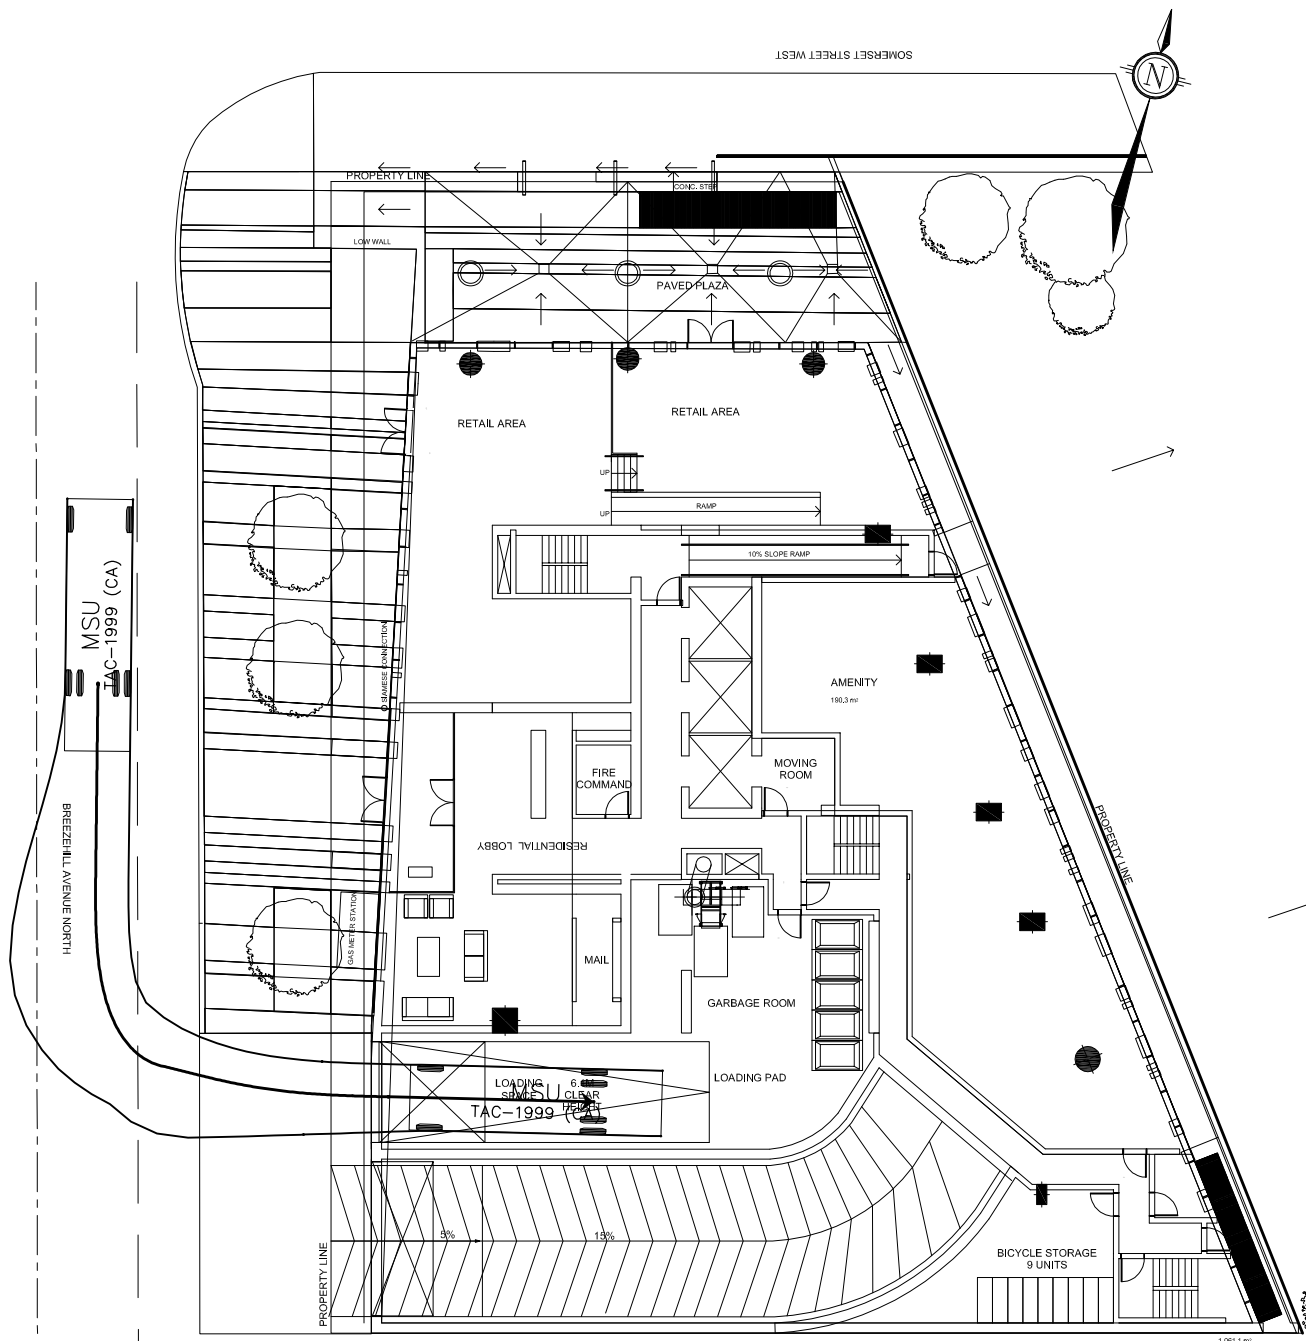 SOMERSET STREET WEST
N
PROPERTY LINE
CONC. STEP
LOW WALL
PAVED PLAZA
RETAIL AREA
RETAIL AREA
UP
RAMP
UP
10% SLOPE RAMP
MSU
TAC-1999 (CA)
SIAMESE CONNECTION
AMENITY
190,3 m²
FIRE
COMMAND
MOVING
ROOM
BREEZEHILL AVENUE NORTH
RESIDENTIAL LOBBY
PROPERTY LINE
GAS METER STATION
MAIL
GARBAGE ROOM
LOADING PAD
LOADING
SPACE
CLEAR
HEIGHT
MSU
TAC-1999 (CA)
5%
15%
PROPERTY LINE
BICYCLE STORAGE
9 UNITS